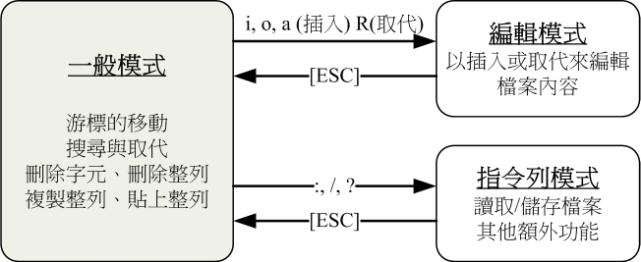 一般模式
游標的移動
搜尋與取代
刪除字元、刪除整列
複製整列、貼上整列
i, o, a (插入) R(取代)
[ESC]
編輯模式
以插入或取代來編輯
檔案內容
:, /, ?
[ESC]
指令列模式
讀取/儲存檔案
其他額外功能